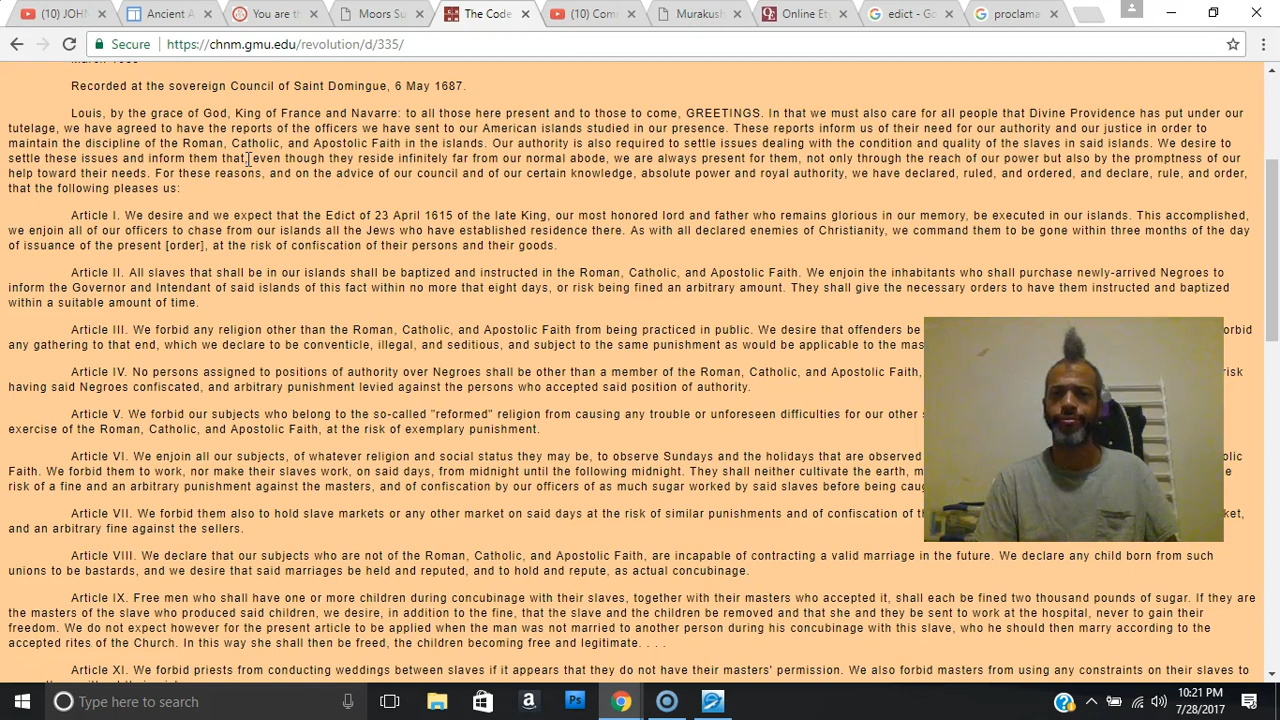 (10) JOHN
Ancient A
You are th
Moors Su
The Code
(10) Com
Murakush
Online Ety
edict - Go
proclama
Secure https://chnm.gmu.edu/revolution/d/335/
Recorded at the sovereign Council of Saint Domingue, 6 May 1687.
Louis, by the grace of God, King of France and Navarre: to all those here present and to those to come, GREETINGS. In that we must also care for all people that Divine Providence has put under our
tutelage, we have agreed to have the reports of the officers we have sent to our American islands studied in our presence. These reports inform us of their need for our authority and our justice in order to
maintain the discipline of the Roman, Catholic, and Apostolic Faith in the islands. Our authority is also required to settle issues dealing with the condition and quality of the slaves in said islands. We desire to
settle these issues and inform them that, even though they reside infinitely far from our normal abode, we are always present for them, not only through the reach of our power but also by the promptness of our
help toward their needs. For these reasons, and on the advice of our council and of our certain knowledge, absolute power and royal authority, we have declared, ruled, and ordered, and declare, rule, and order,
that the following pleases us:
Article I. We desire and we expect that the Edict of 23 April 1615 of the late King, our most honored lord and father who remains glorious in our memory, be executed in our islands. This accomplished,
we enjoin all of our officers to chase from our islands all the Jews who have established residence there. As with all declared enemies of Christianity, we command them to be gone within three months of the day
of issuance of the present [order], at the risk of confiscation of their persons and their goods.
Article II. All slaves that shall be in our islands shall be baptized and instructed in the Roman, Catholic, and Apostolic Faith. We enjoin the inhabitants who shall purchase newly-arrived Negroes to
inform the Governor and Intendant of said islands of this fact within no more that eight days, or risk being fined an arbitrary amount. They shall give the necessary orders to have them instructed and baptized
within a suitable amount of time.
Article III. We forbid any religion other than the Roman, Catholic, and Apostolic Faith from being practiced in public. We desire that offenders be orbid
any gathering to that end, which we declare to be conventicle, illegal, and seditious, and subject to the same punishment as would be applicable to the mas
Article IV. No persons assigned to positions of authority over Negroes shall be other than a member of the Roman, Catholic, and Apostolic Faith, risk
having said Negroes confiscated, and arbitrary punishment levied against the persons who accepted said position of authority.
Article V. We forbid our subjects who belong to the so-called "reformed" religion from causing any trouble or unforeseen difficulties for our other s
exercise of the Roman, Catholic, and Apostolic Faith, at the risk of exemplary punishment.
Article VI. We enjoin all our subjects, of whatever religion and social status they may be, to observe Sundays and the holidays that are observed olic
Faith. We forbid them to work, nor make their slaves work, on said days, from midnight until the following midnight. They shall neither cultivate the earth, m the
risk of a fine and an arbitrary punishment against the masters, and of confiscation by our officers of as much sugar worked by said slaves before being cau
Article VII. We forbid them also to hold slave markets or any other market on said days at the risk of similar punishments and of confiscation of th ket,
and an arbitrary fine against the sellers.
Article VIII. We declare that our subjects who are not of the Roman, Catholic, and Apostolic Faith, are incapable of contracting a valid marriage in the future. We declare any child born from such
unions to be bastards, and we desire that said marriages be held and reputed, and to hold and repute, as actual concubinage.
Article IX. Free men who shall have one or more children during concubinage with their slaves, together with their masters who accepted it, shall each be fined two thousand pounds of sugar. If they are
the masters of the slave who produced said children, we desire, in addition to the fine, that the slave and the children be removed and that she and they be sent to work at the hospital, never to gain their
freedom. We do not expect however for the present article to be applied when the man was not married to another person during his concubinage with this slave, who he should then marry according to the
accepted rites of the Church. In this way she shall then be freed, the children becoming free and legitimate. . . .
Article XI. We forbid priests from conducting weddings between slaves if it appears that they do not have their masters' permission. We also forbid masters from using any constraints on their slaves to
Type here to search
10:21 PM
7/28/2017